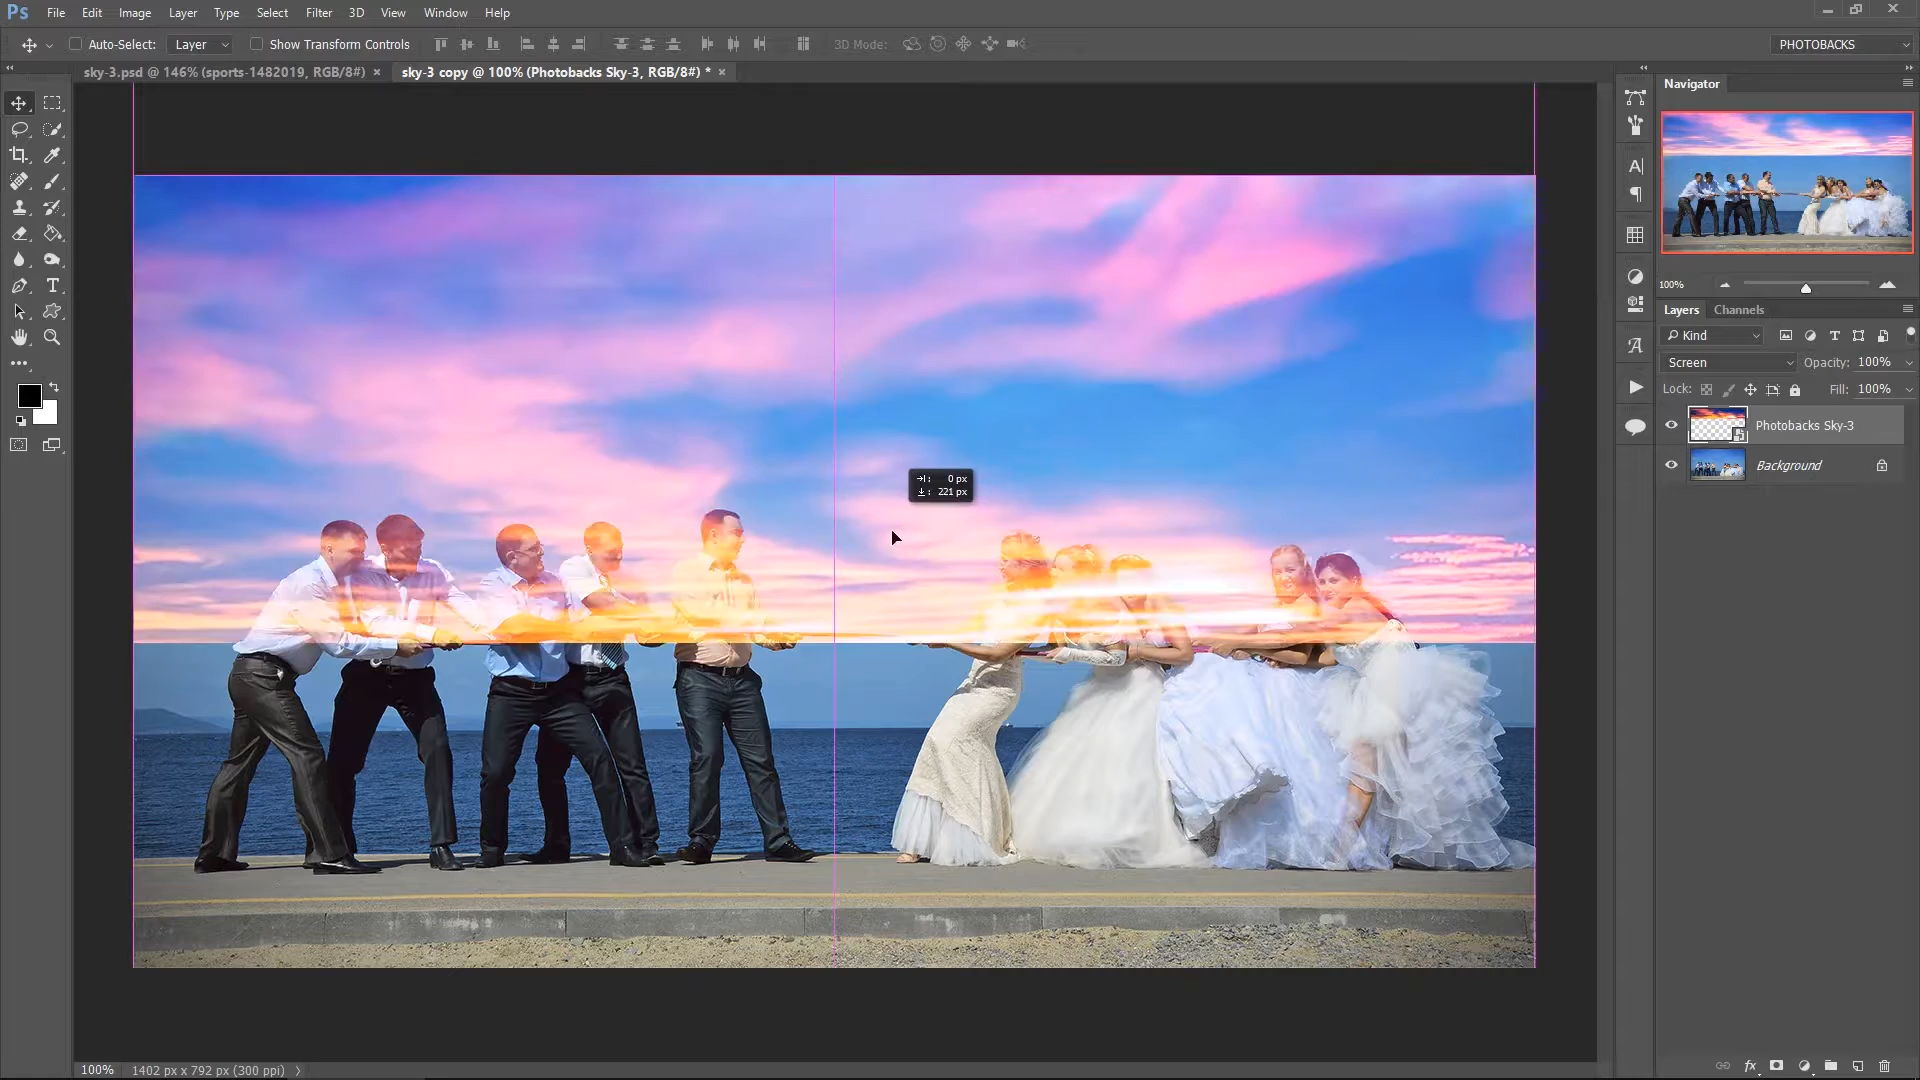 Ps File Edit Image Layer Type Select Filter 3D View Window Help
Auto-Select: Layer Show Transform Controls 3D Mode: PHOTOBACKS
sky-3.psd @ 146% (sports-1482019, RGB/8#) × sky-3 copy @ 100% (Photobacks Sky-3, RGB/8#) * ×
Navigator
100%
Layers Channels
Kind
Screen Opacity: 100%
Lock: Fill: 100%
Photobacks Sky-3
Background
0 px
221 px
100% 1402 px x 792 px (300 ppi)